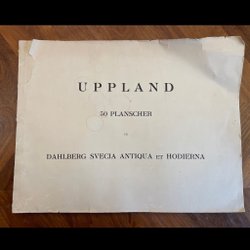 UPPLAND
50 PLANSCHER
DAHLBERG SVECIA ANTIQUA ET HODIERNA